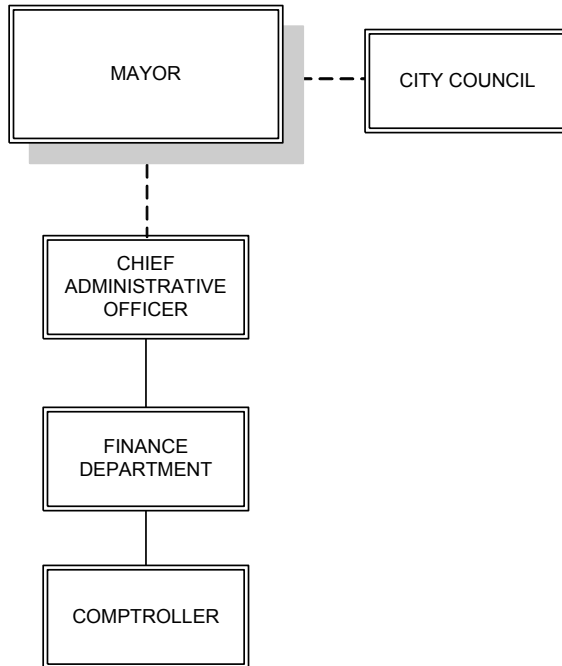 MAYOR
CITY COUNCIL
CHIEF
ADMINISTRATIVE
OFFICER
FINANCE
DEPARTMENT
COMPTROLLER